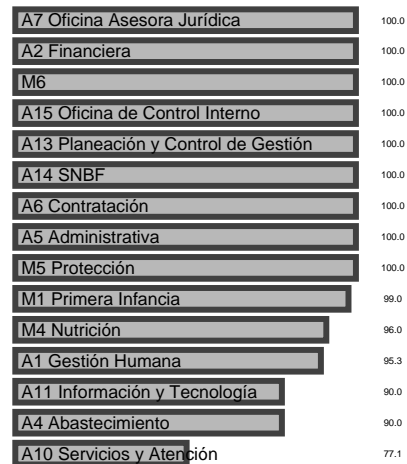 A7 Oficina Asesora Jurídica 100.0
A2 Financiera 100.0
M6 100.0
A15 Oficina de Control Interno 100.0
A13 Planeación y Control de Gestión 100.0
A14 SNBF 100.0
A6 Contratación 100.0
A5 Administrativa 100.0
M5 Protección 100.0
M1 Primera Infancia 99.0
M4 Nutrición 96.0
A1 Gestión Humana 95.3
A11 Información y Tecnología 90.0
A4 Abastecimiento 90.0
A10 Servicios y Atención 77.1